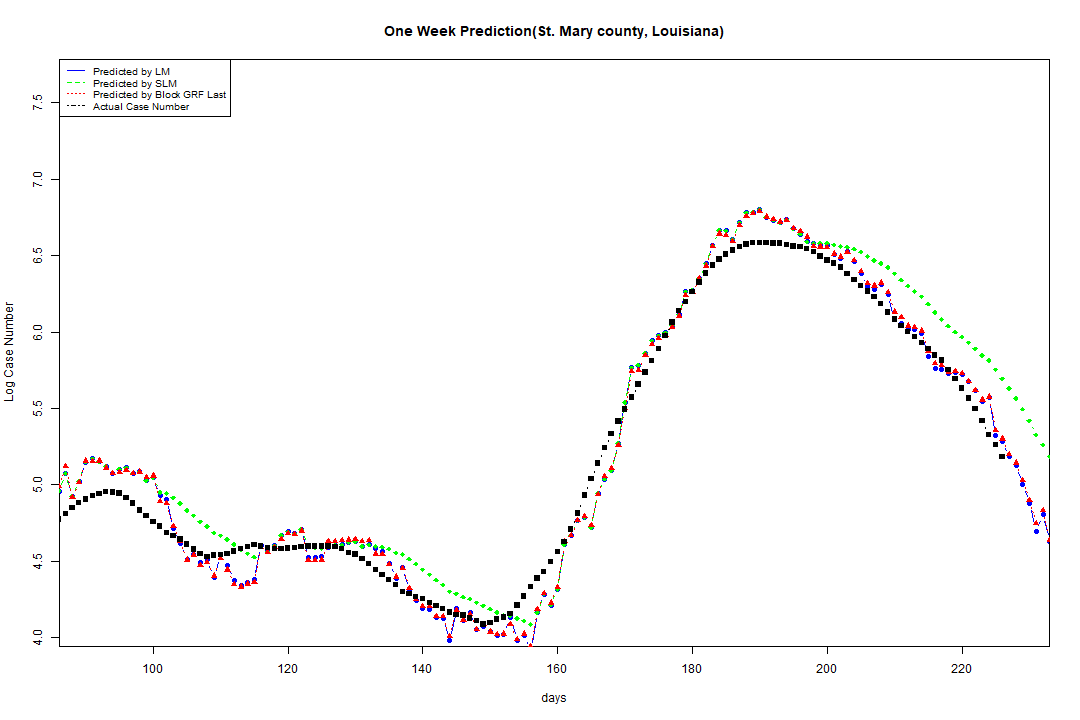 One Week Prediction(St. Mary county, Louisiana)
Predicted by LM
Predicted by SLM
Predicted by Block GRF Last
Actual Case Number
7.5
7.0
6.5
6.0
5.5
5.0
4.5
4.0
Log Case Number
100 120 140 160 180 200 220
days